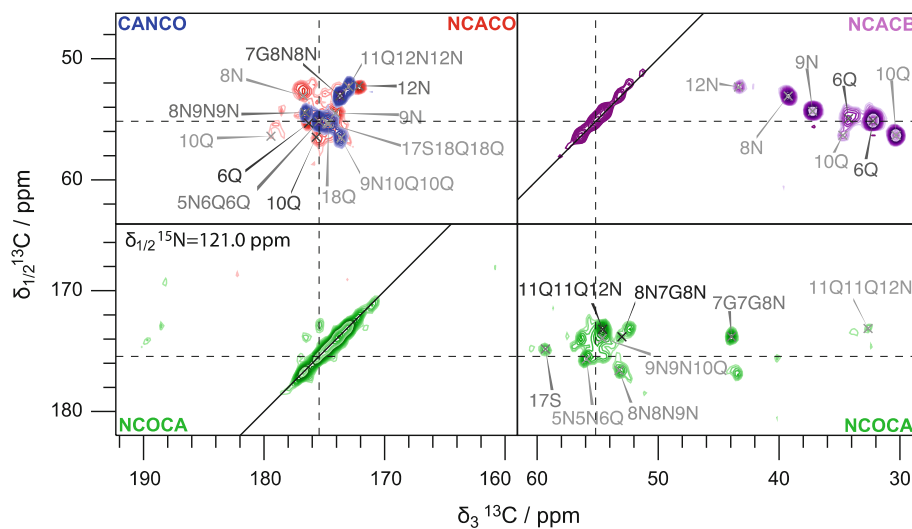 CANCO
NCACO
NCACB
7G8N8N
11Q12N12N
8N
12N
8N9N9N
9N
10Q
17S18Q18Q
6Q
9N10Q10Q
5N6Q6Q
10Q
18Q
12N
9N
6Q
10Q
8N
10Q
6Q
50
60
δ1/2 13C / ppm
δ1/2 15N=121.0 ppm
170
180
NCOCA
11Q11Q12N
8N7G8N
7G7G8N
11Q11Q12N
9N9N10Q
17S
5N5N6Q
8N8N9N
NCOCA
190
180
170
60
50
40
30
δ3 13C / ppm